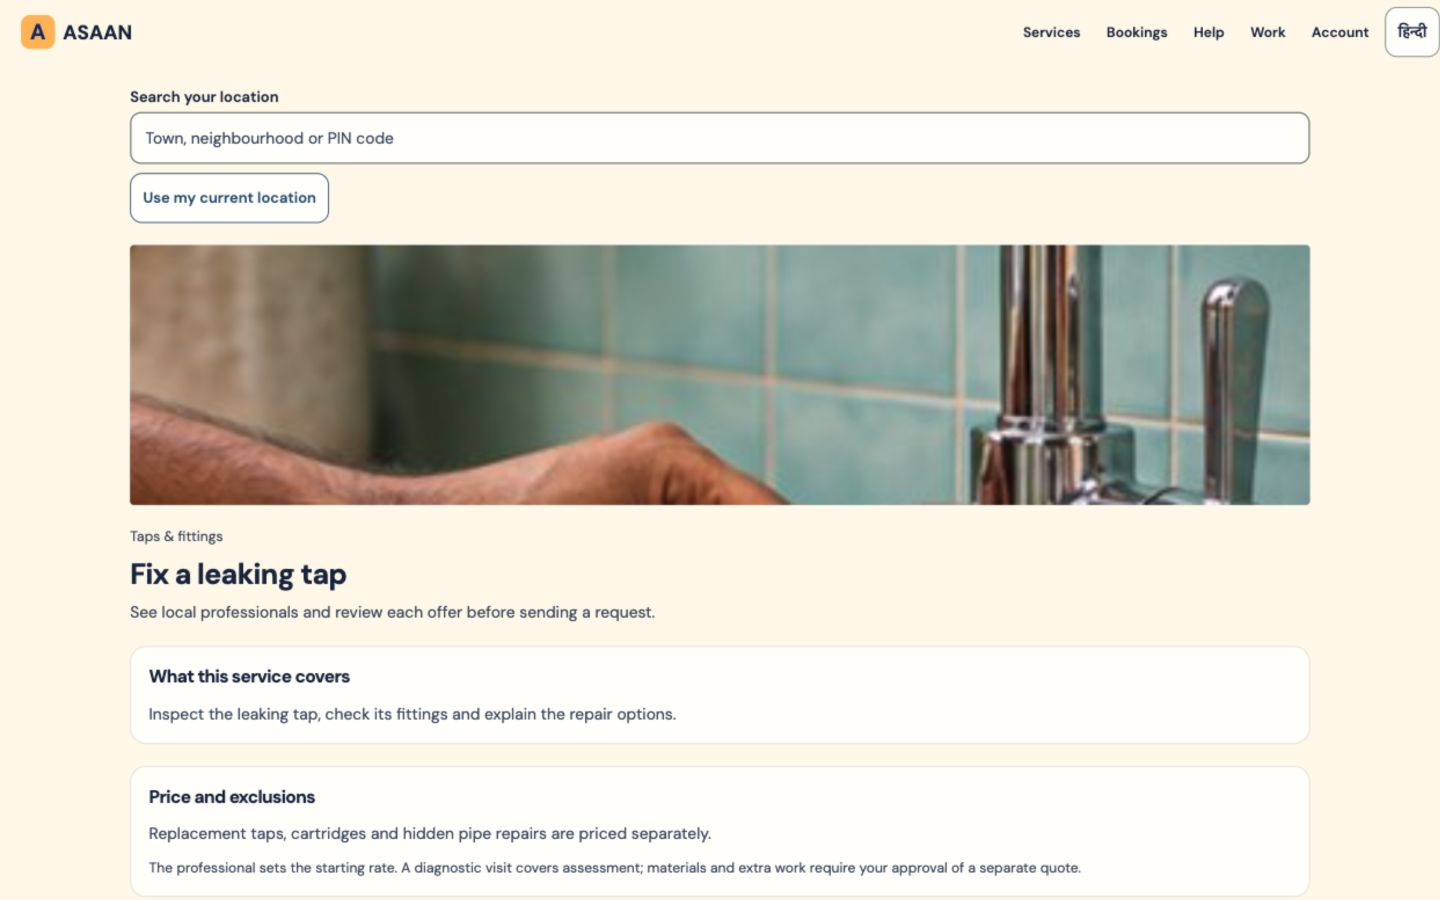 A ASAAN
Services Bookings Help Work Account हिन्दी
Search your location
Town, neighbourhood or PIN code
Use my current location
Taps & fittings
Fix a leaking tap
See local professionals and review each offer before sending a request.
What this service covers
Inspect the leaking tap, check its fittings and explain the repair options.
Price and exclusions
Replacement taps, cartridges and hidden pipe repairs are priced separately.
The professional sets the starting rate. A diagnostic visit covers assessment; materials and extra work require your approval of a separate quote.